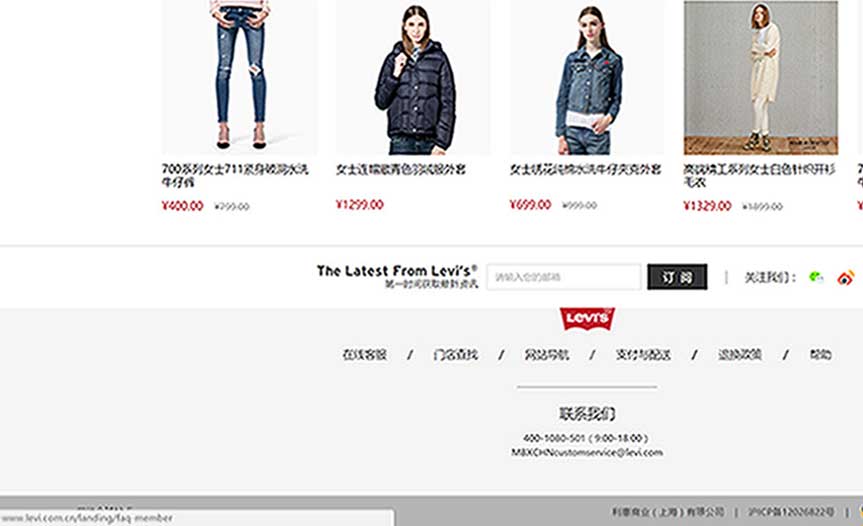 700系列女士711紧身破洞水洗
牛仔裤
¥400.00 ¥799.00
女士连帽藏青色羽绒服外套
¥1299.00
女士绣花纯棉水洗牛仔夹克外套
¥699.00 ¥999.00
高端精工系列女士白色针织开衫
毛衣
¥1329.00 ¥1899.00
The Latest From Levi's®
第一时间获取最新资讯
请输入您的邮箱
订 阅
| 关注我们：
Levi's
在线客服 / 门店查找 / 网站导航 / 支付与配送 / 退换政策 / 帮助
联系我们
400-1080-501 ( 9:00-18:00 )
MBXCHNcustomservice@levi.com
利惠商业（上海）有限公司 | 沪ICP备12026822号 |
www.levi.com.cn/landing/faq-member